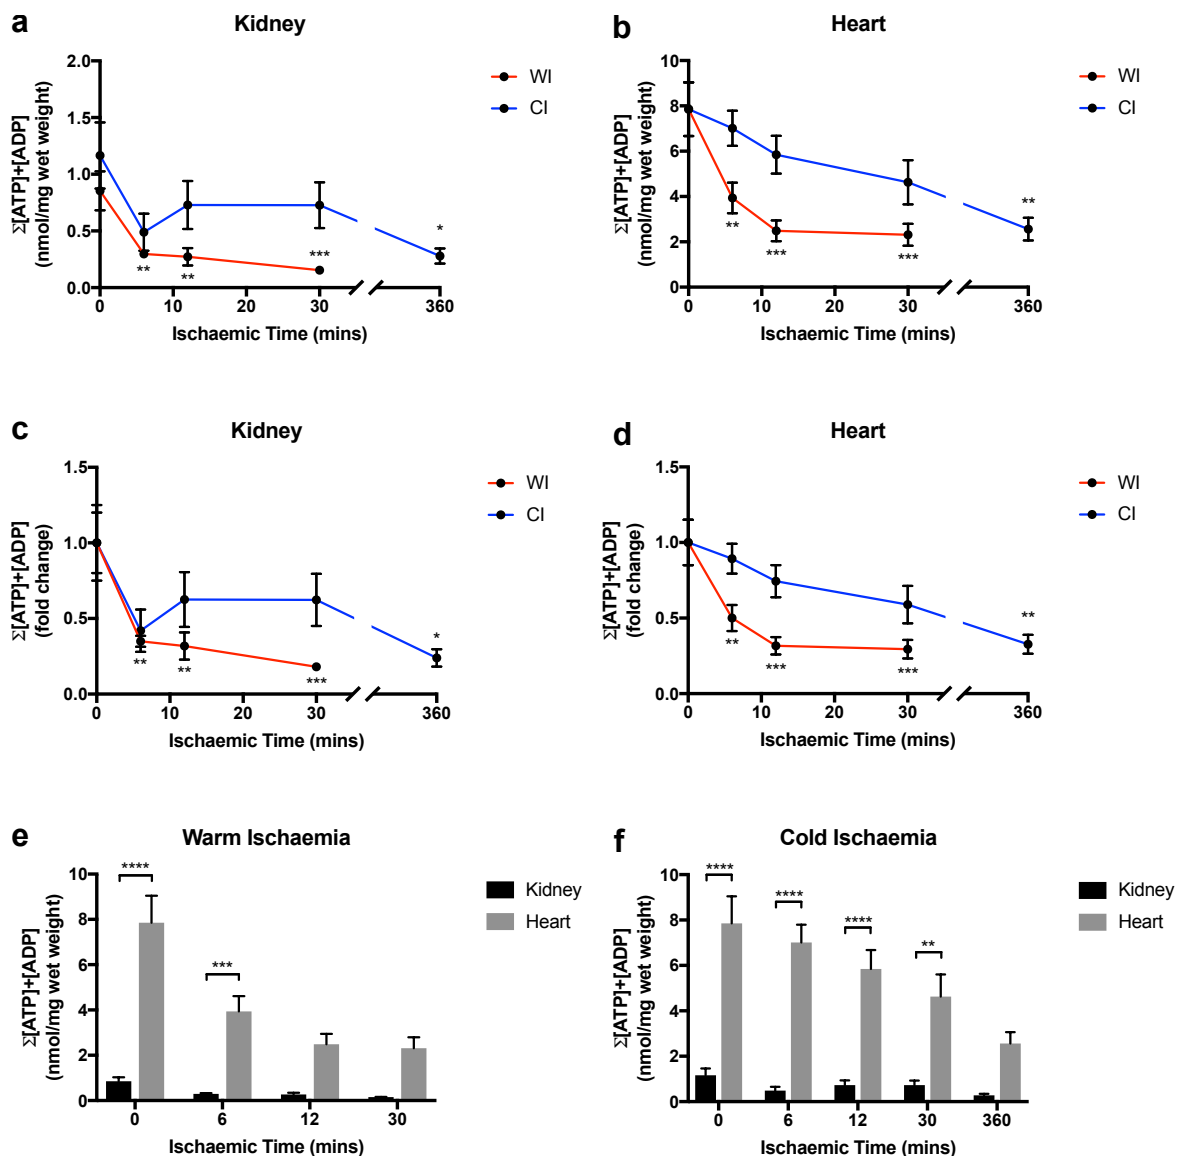 a
Kidney
Σ[ATP]+[ADP]
(nmol/mg wet weight)
2.0
1.5
1.0
0.5
0.0
0 10 20 30 360
Ischaemic Time (mins)
WI
CI
** ** *** *
b
Heart
Σ[ATP]+[ADP]
(nmol/mg wet weight)
10
8
6
4
2
0
0 10 20 30 360
Ischaemic Time (mins)
WI
CI
** *** *** **
c
Kidney
Σ[ATP]+[ADP]
(fold change)
1.5
1.0
0.5
0.0
0 10 20 30 360
Ischaemic Time (mins)
WI
CI
** ** *** *
d
Heart
Σ[ATP]+[ADP]
(fold change)
1.5
1.0
0.5
0.0
0 10 20 30 360
Ischaemic Time (mins)
WI
CI
** *** *** **
e
Warm Ischaemia
Σ[ATP]+[ADP]
(nmol/mg wet weight)
10
8
6
4
2
0
0 6 12 30
Ischaemic Time (mins)
Kidney
Heart
**** ***
f
Cold Ischaemia
Σ[ATP]+[ADP]
(nmol/mg wet weight)
10
8
6
4
2
0
0 6 12 30 360
Ischaemic Time (mins)
Kidney
Heart
**** **** **** **